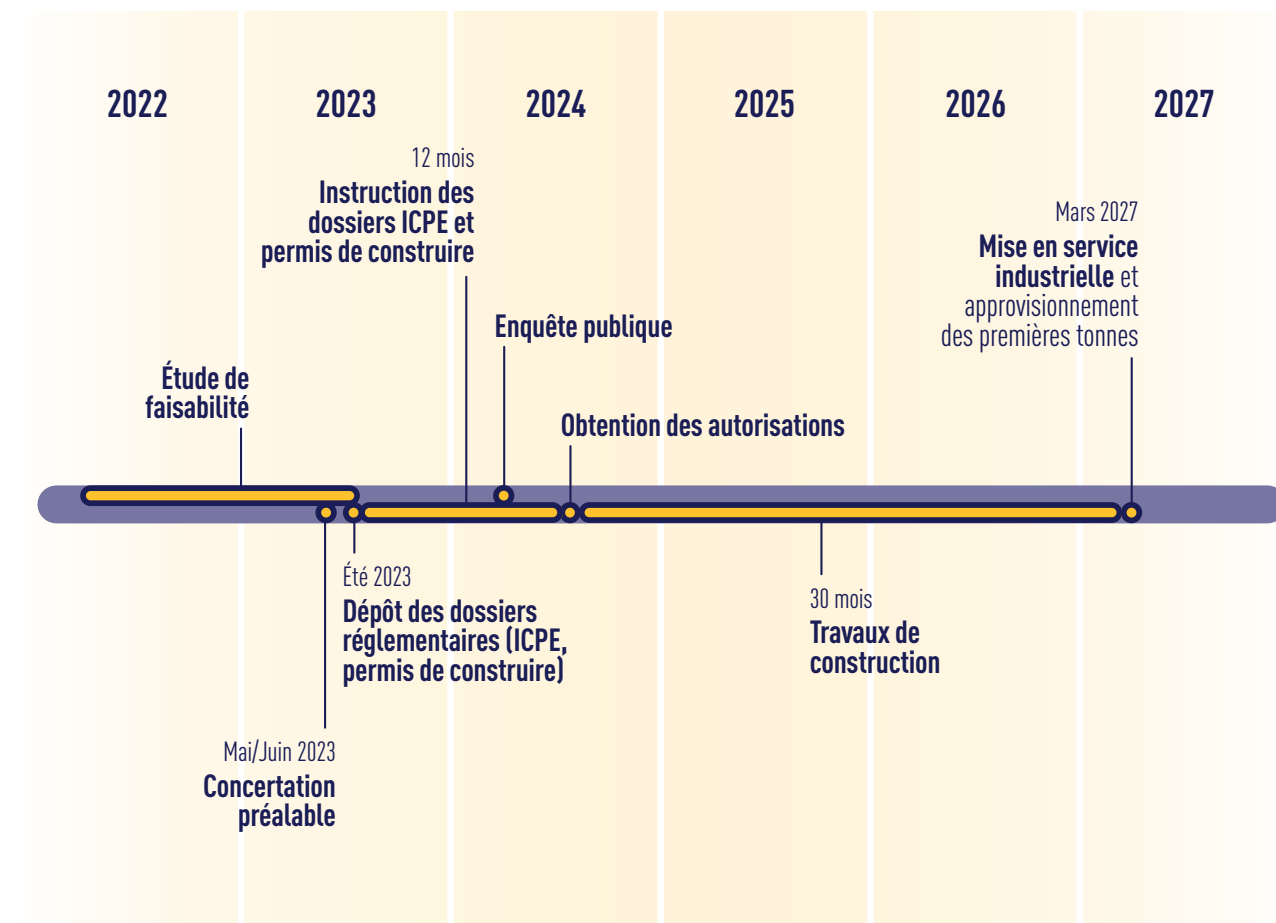 2022
2023
2024
2025
2026
2027
12 mois
Instruction des
dossiers ICPE et
permis de construire
Mars 2027
Mise en service
industrielle et
approvisionnement
des premières tonnes
Enquête publique
Étude de
faisabilité
Obtention des autorisations
Été 2023
Dépôt des dossiers
réglementaires (ICPE,
permis de construire)
30 mois
Travaux de
construction
Mai/Juin 2023
Concertation
préalable